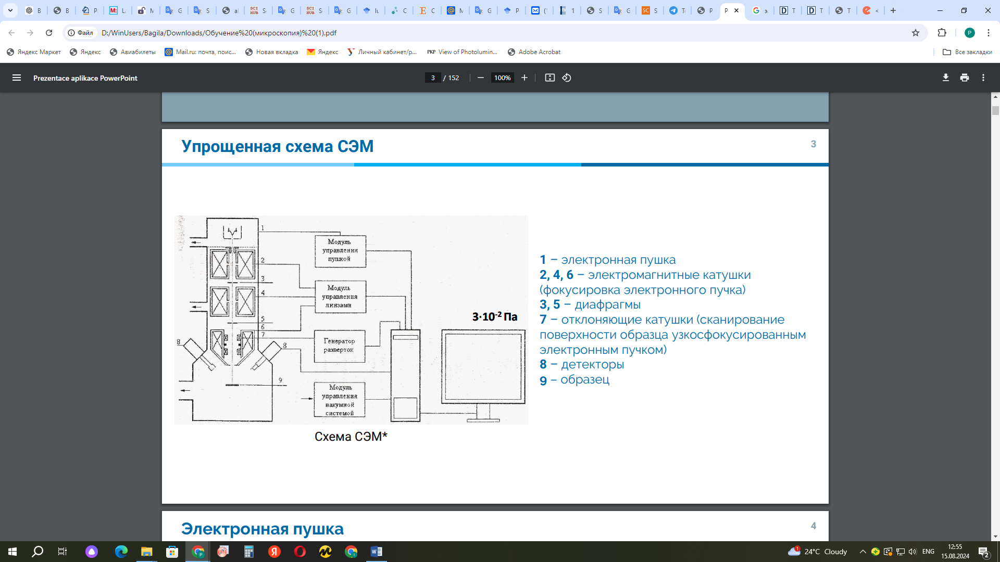 Файл
D:/WinUsers/Bagila/Downloads/Обучение%20(микроскопия)%20(1).pdf
Яндекс Маркет
Яндекс
Авиабилеты
Mail.ru: почта, поис...
Новая вкладка
Яндекс
Личный кабинет/р...
PKP View of Photolumin...
Adobe Acrobat
Все закладки
Prezentace aplikace PowerPoint
3 / 152
100%
Упрощенная схема СЭМ
3
1
Модуль
управления
пушкой
2
3
Модуль
управления
линзами
4
5
6
7
8
8
Генератор
разверток
9
Модуль
управления
вакумной
системой
3·10-2 Па
Схема СЭМ*
1 – электронная пушка
2, 4, 6 – электромагнитные катушки
(фокусировка электронного пучка)
3, 5 – диафрагмы
7 – отклоняющие катушки (сканирование
поверхности образца узкосфокусированным
электронным пучком)
8 – детекторы
9 – образец
Электронная пушка
4
24°C Cloudy
ENG
12:55
15.08.2024
2